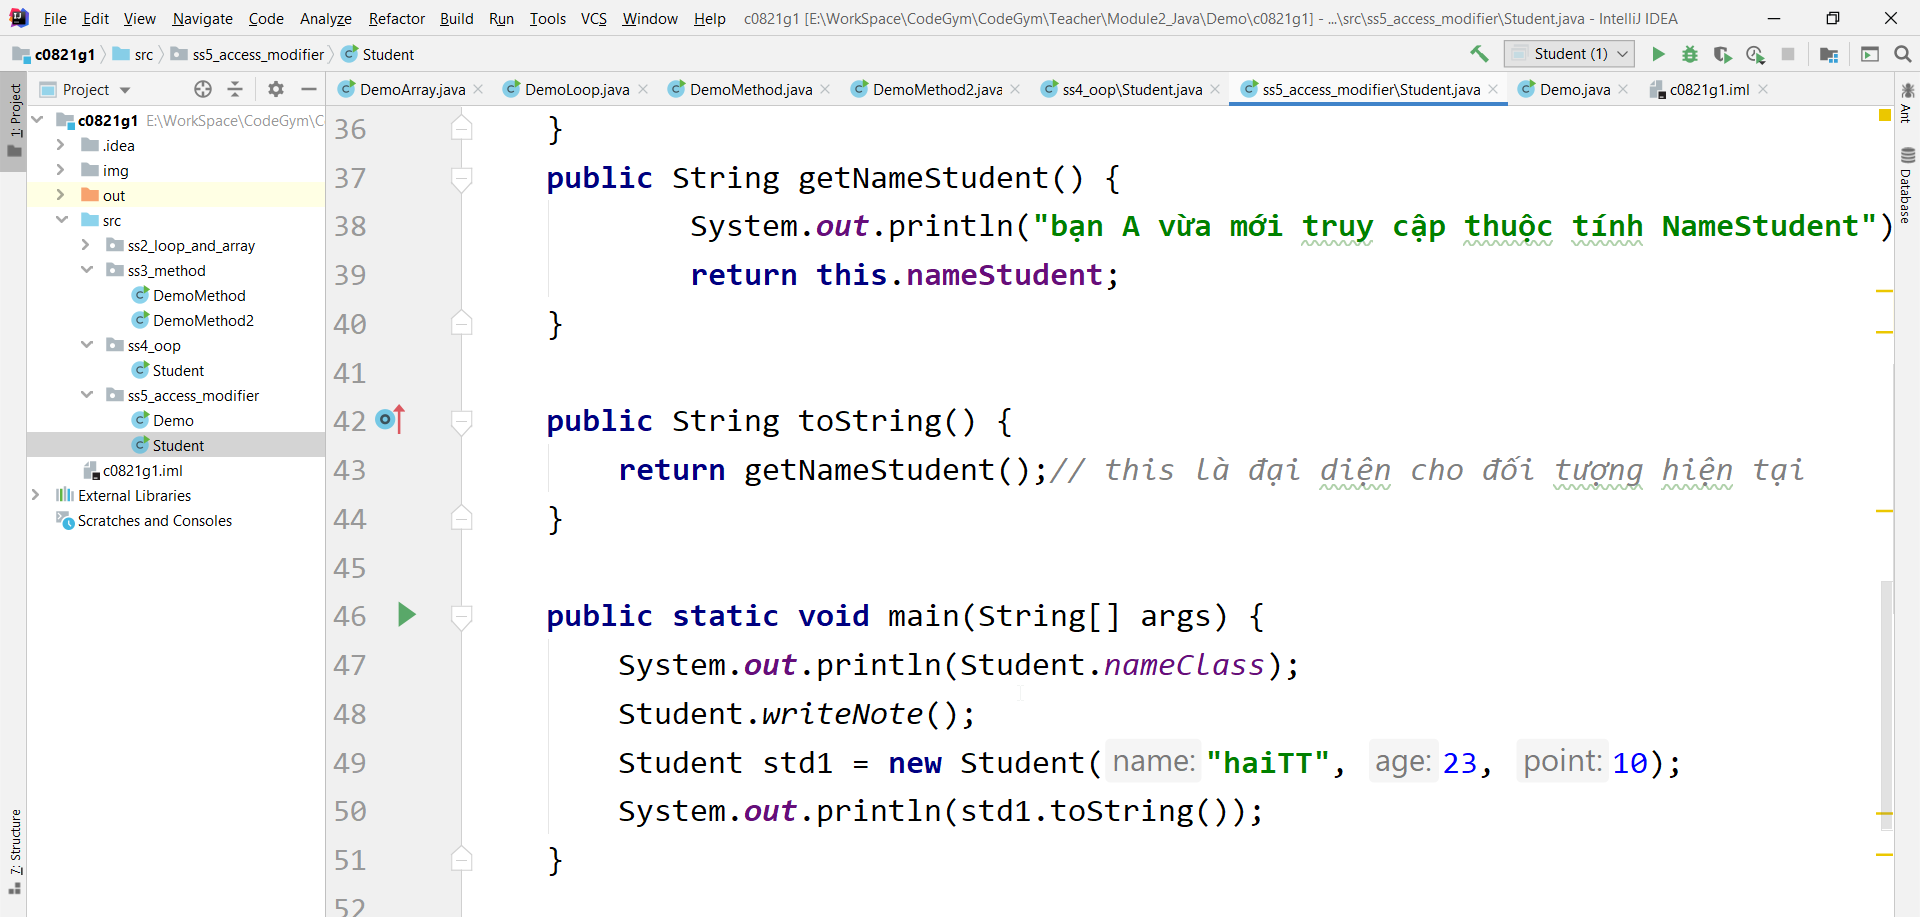 File Edit View Navigate Code Analyze Refactor Build Run Tools VCS Window Help c0821g1 [E:\WorkSpace\CodeGym\CodeGym\Teacher\Module2_Java\Demo\c0821g1] - ...\src\ss5_access_modifier\Student.java - IntelliJ IDEA
c0821g1 src ss5_access_modifier Student Student (1)
Project DemoArray.java DemoLoop.java DemoMethod.java DemoMethod2.java ss4_oop\Student.java ss5_access_modifier\Student.java Demo.java c0821g1.iml
1: Project
7: Structure
Ant
Database
c0821g1 E:\WorkSpace\CodeGym\C
.idea
img
out
src
ss2_loop_and_array
ss3_method
DemoMethod
DemoMethod2
ss4_oop
Student
ss5_access_modifier
Demo
Student
c0821g1.iml
External Libraries
Scratches and Consoles
36 }
37 public String getNameStudent() {
38 System.out.println("bạn A vừa mới truy cập thuộc tính NameStudent")
39 return this.nameStudent;
40 }
41
42 public String toString() {
43 return getNameStudent();// this là đại diện cho đối tượng hiện tại
44 }
45
46 public static void main(String[] args) {
47 System.out.println(Student.nameClass);
48 Student.writeNote();
49 Student std1 = new Student( name: "haiTT", age: 23, point: 10);
50 System.out.println(std1.toString());
51 }
52